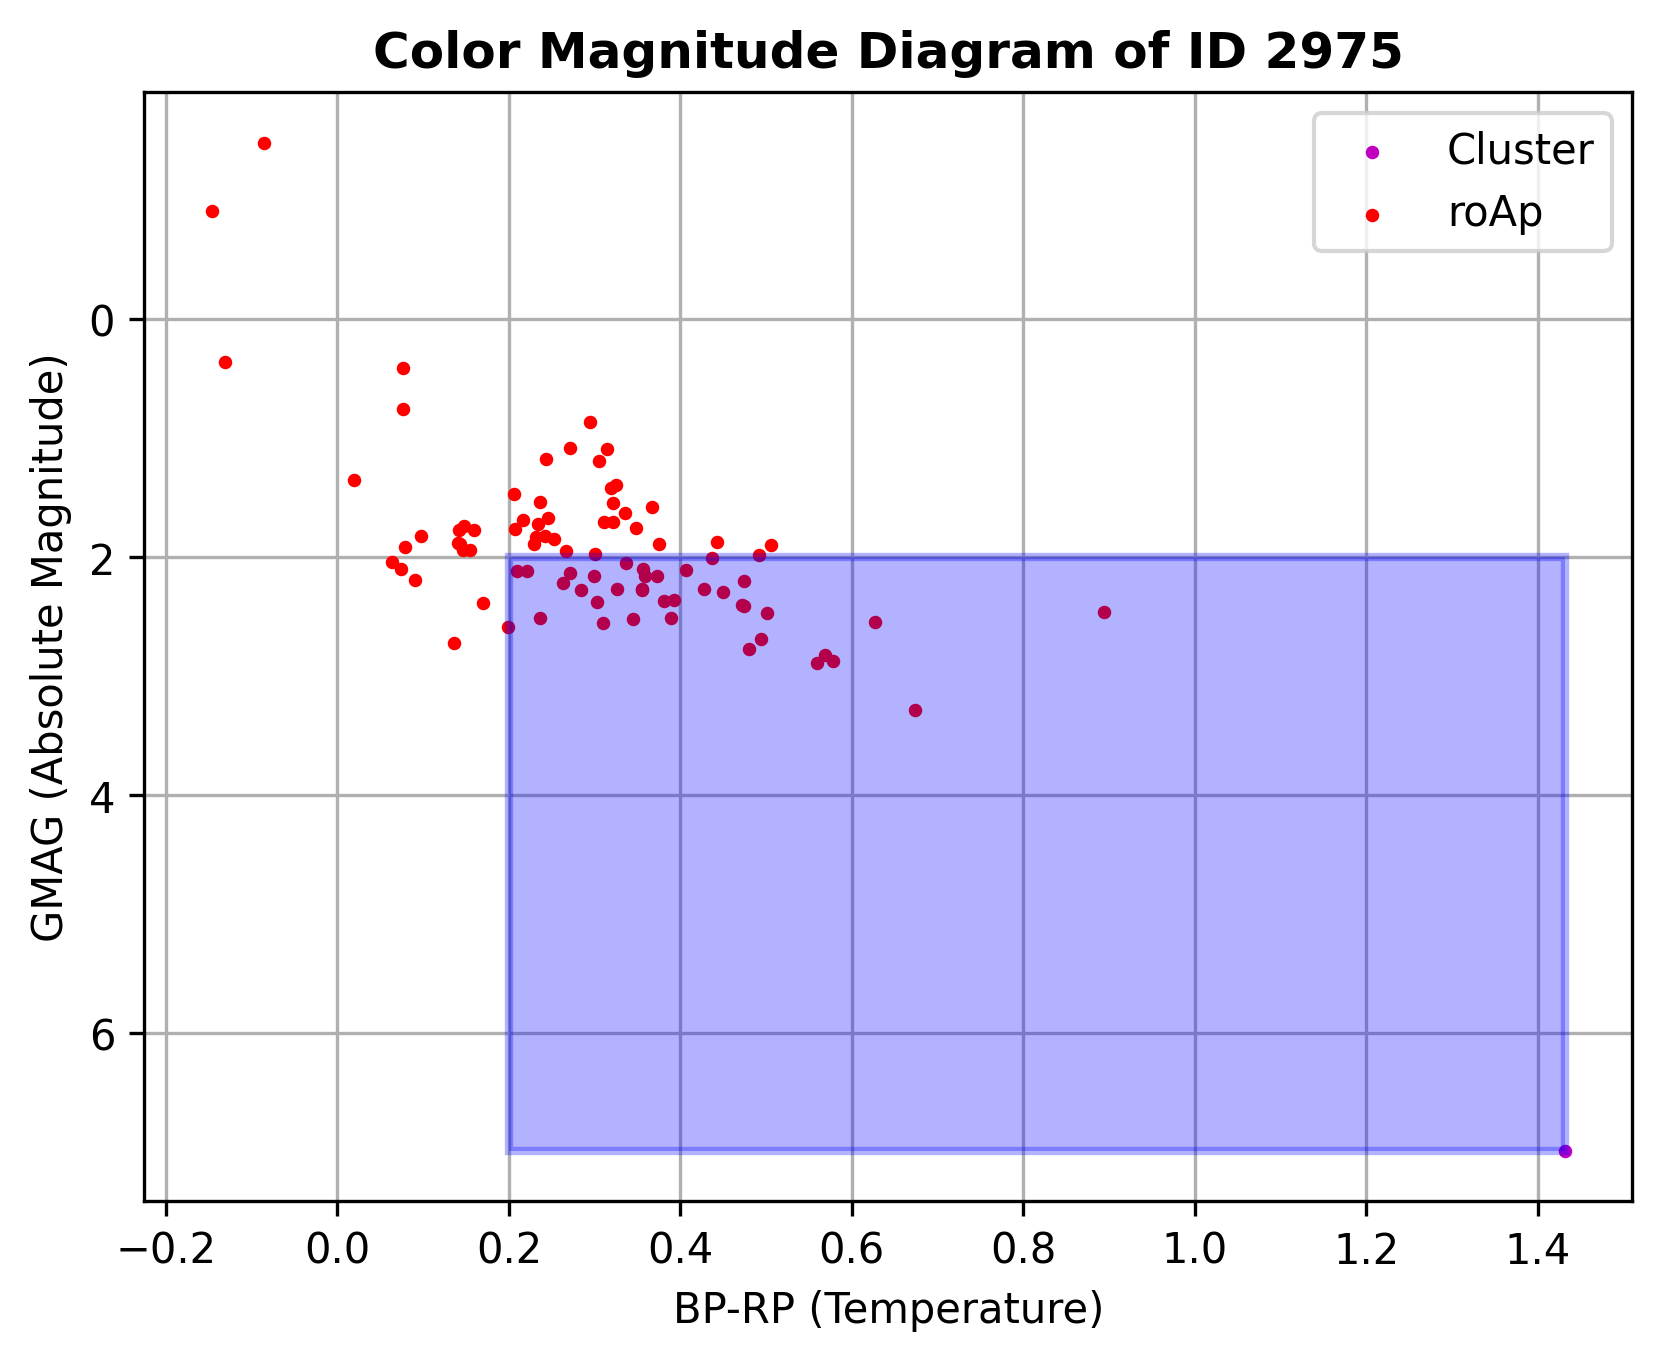 Color Magnitude Diagram of ID 2975
Cluster
roAp
GMAG (Absolute Magnitude)
0
2
4
6
−0.2 0.0 0.2 0.4 0.6 0.8 1.0 1.2 1.4
BP-RP (Temperature)